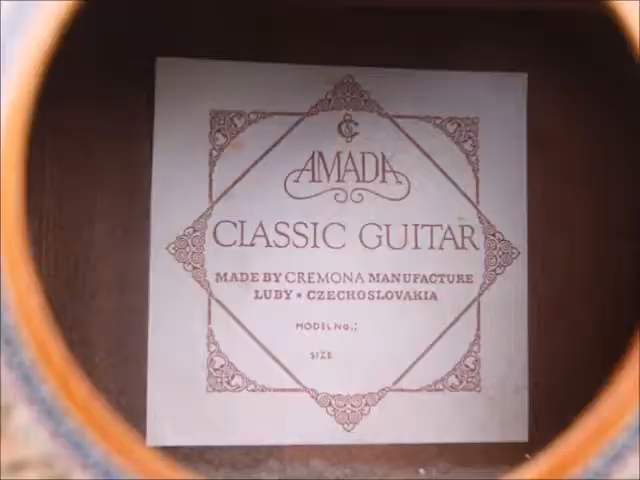 AMADA
CLASSIC GUITAR
MADE BY CREMONA MANUFACTURE
LUBY * CZECHOSLOVAKIA
MODEL No.:
SIZE